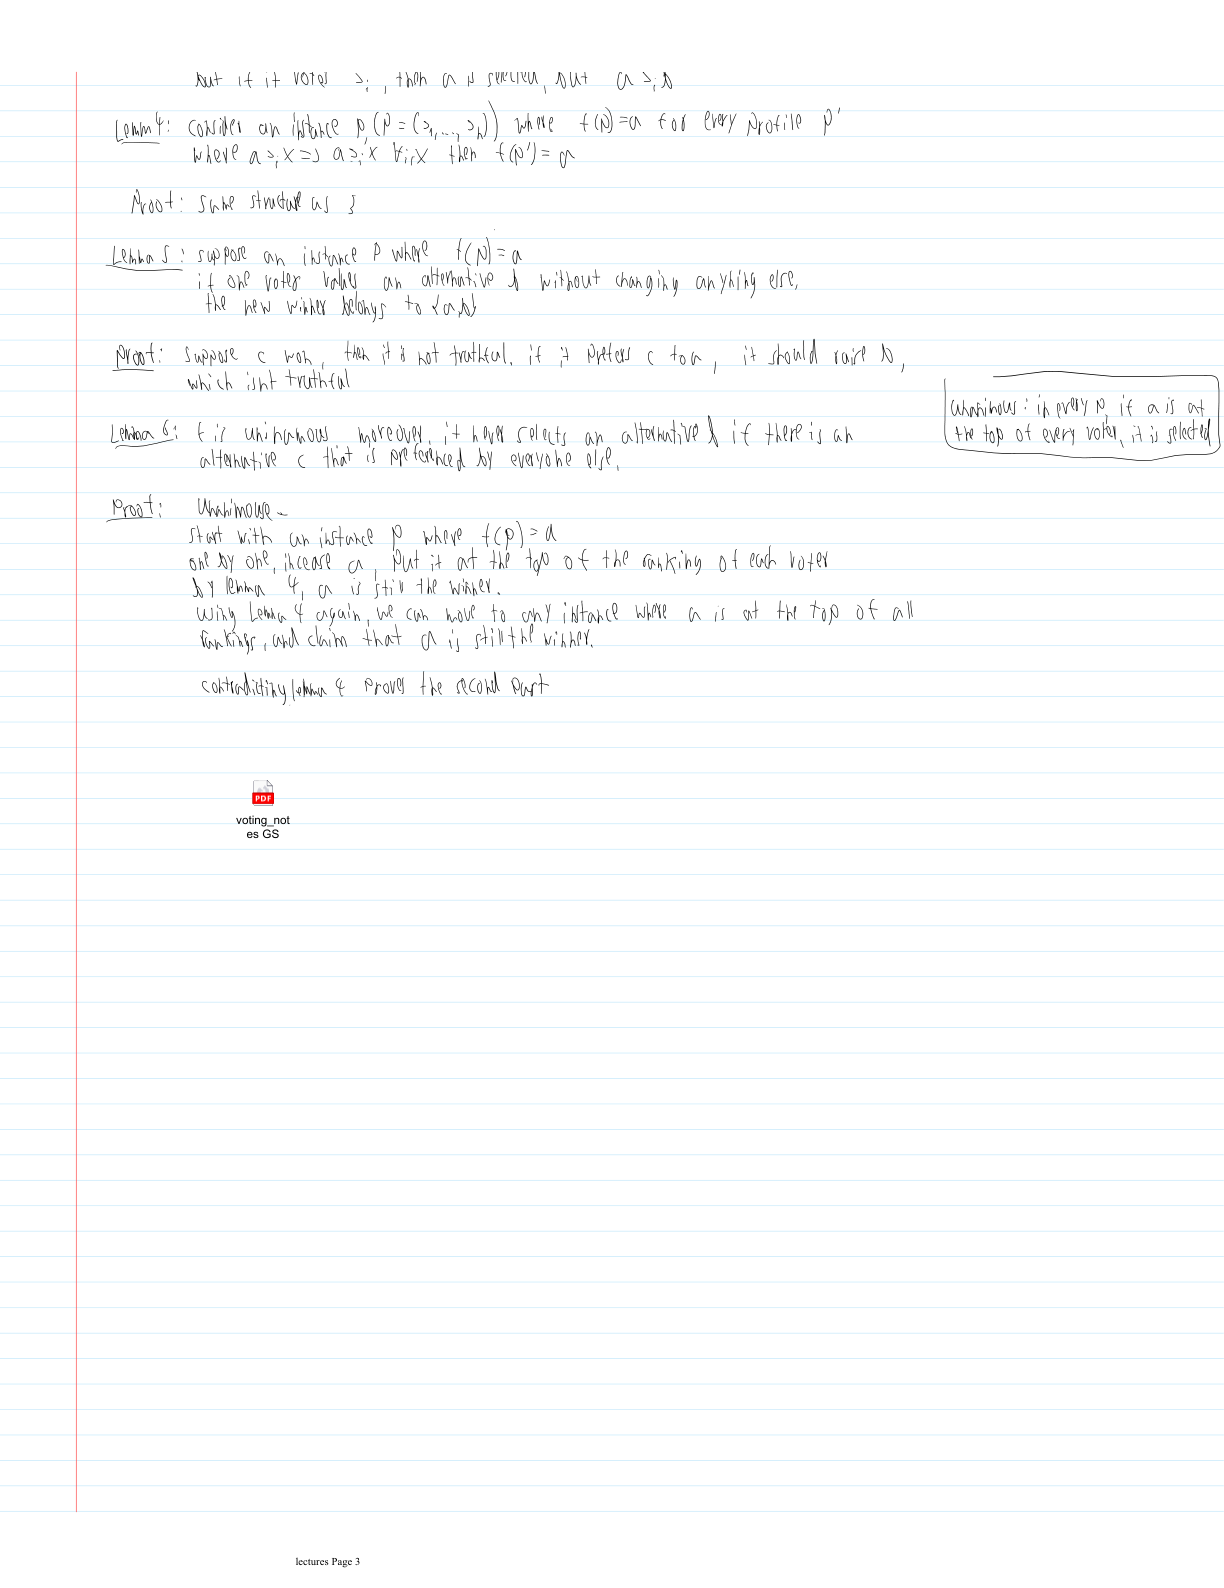 but if it votes >ᵢ, then a is selected, but a >ᵢ b
Lemm 4: consider an instance p, (p = (>₁, ..., >ₙ)) where f(p)=a for every profile p'
where a >ᵢ x => a >ᵢ' x ∀i,x then f(p') = a
Proof: same structure as 3
Lemma 5: suppose an instance p where f(p) = a
if one voter values an alternative b without changing anything else,
the new winner belongs to {a,b}
Proof: suppose c won, then it is not truthful. if it prefers c to a, it should raise b,
which isnt truthful
unanimous: in every p, if a is at
the top of every voter, it is selected
Lemma 6: f is uninamous moreover, it never selects an alternative b if there is an
alternative c that is preferenced by everyone else.
Proof: Unanimouse -
start with an instance p where f(p) = a
one by one, incease a, put it at the top of the ranking of each voter
by lemma 4, a is still the winner.
using Lemma 4 again, we can move to any instance where a is at the top of all
rankings, and claim that a is still the winner.
contradicting lemma 4 proves the second part
PDF
voting_not
es GS
lectures Page 3